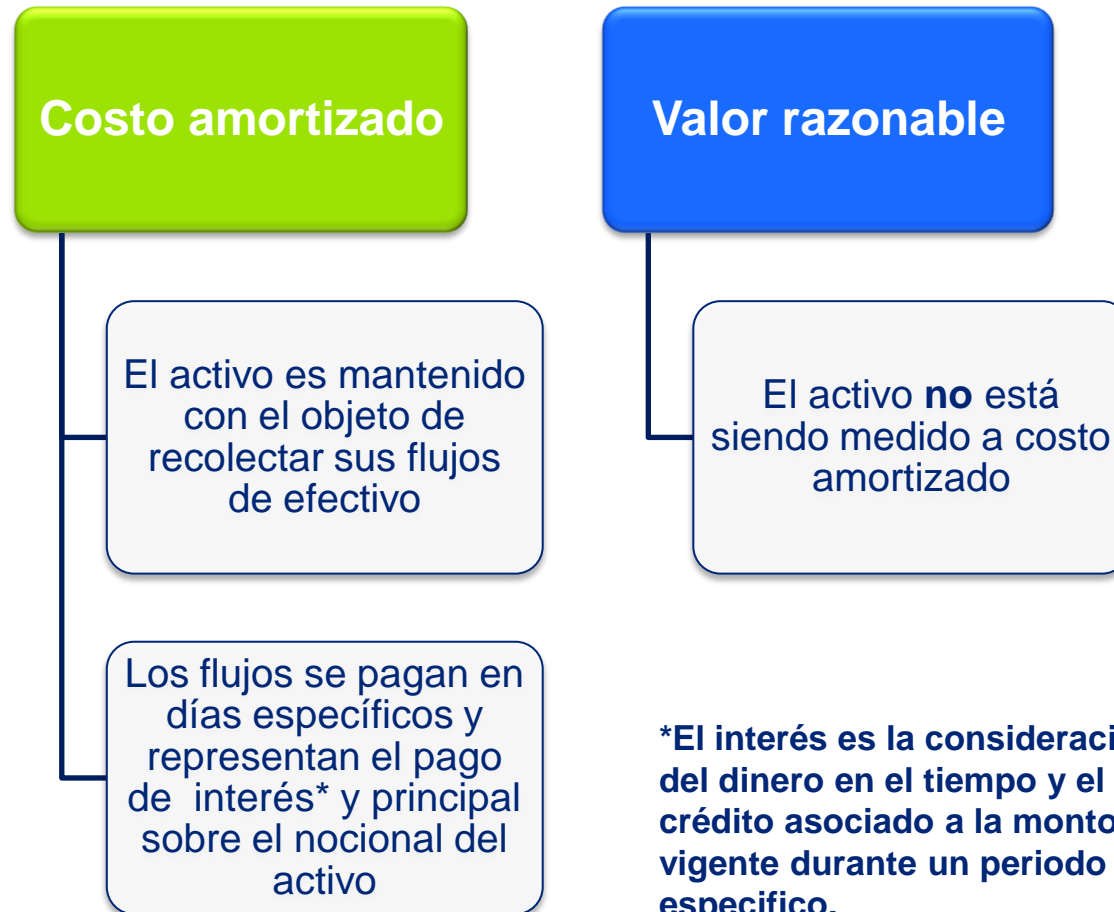 Costo amortizado
El activo es mantenido
con el objeto de
recolectar sus flujos
de efectivo
Los flujos se pagan en
días específicos y
representan el pago
de interés* y principal
sobre el nocional del
activo
Valor razonable
El activo no está
siendo medido a costo
amortizado
*El interés es la
del dinero en el tiempo y el
crédito asociado a la
vigente durante un periodo
especifico.